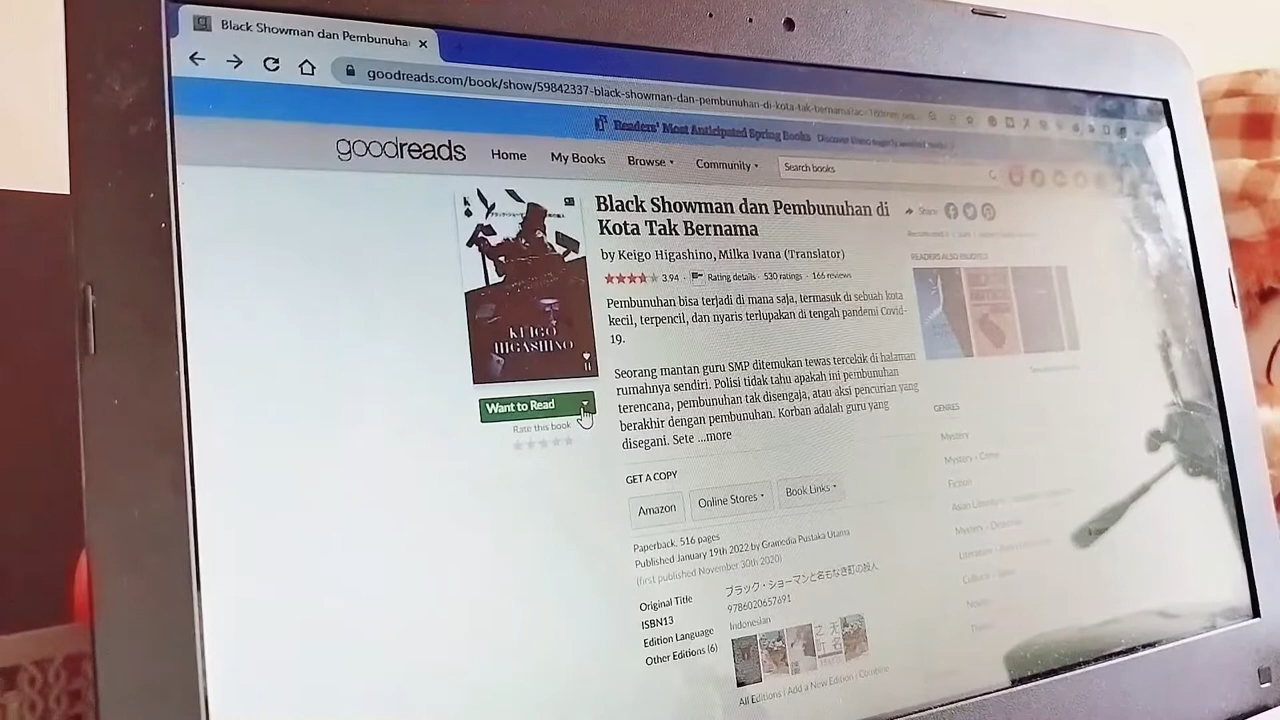 Black Showman dan Pembunuha
goodreads.com/book/show/59842337-black-showman-dan-pembunuhan-di-kota-tak-bernama
Readers' Most Anticipated Spring Books
goodreads
Home
My Books
Browse
Community
Search books
K
KEIGO
HIGASHINO
Black Showman dan Pembunuhan di
Kota Tak Bernama
by Keigo Higashino, Milka Ivana (Translator)
3.94 · Rating details · 530 ratings · 166 reviews
Pembunuhan bisa terjadi di mana saja, termasuk di sebuah kota
kecil, terpencil, dan nyaris terlupakan di tengah pandemi Covid-
19.
Seorang mantan guru SMP ditemukan tewas tercekik di halaman
rumahnya sendiri. Polisi tidak tahu apakah ini pembunuhan
terencana, pembunuhan tak disengaja, atau aksi pencurian yang
berakhir dengan pembunuhan. Korban adalah guru yang
disegani. Sete ...more
Want to Read
Rate this book
GET A COPY
Amazon
Online Stores
Book Links
Paperback, 516 pages
Published January 19th 2022 by Gramedia Pustaka Utama
(first published November 30th 2020)
Original Title
ブラック・ショーマンと名もなき町の殺人
ISBN13
9786020657691
Edition Language
Indonesian
Other Editions (6)
All Editions | Add a New Edition | Combine
Share
READERS ALSO ENJOYED
GENRES
Mystery
Mystery > Crime
Fiction